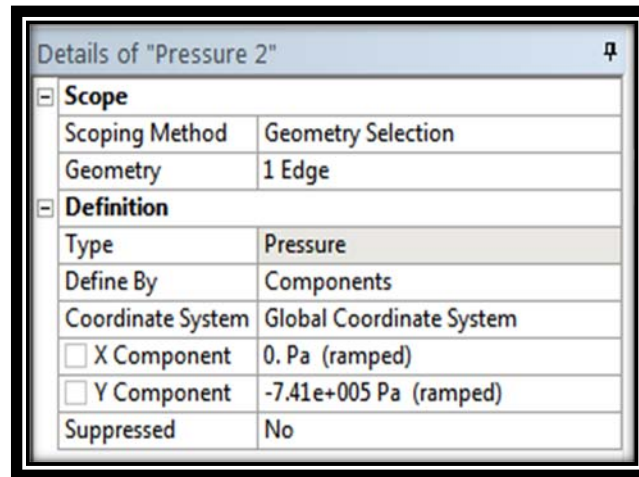 Details of "Pressure 2"
Scope
Scoping Method Geometry Selection
Geometry 1 Edge
Definition
Type Pressure
Define By Components
Coordinate System Global Coordinate System
X Component 0. Pa (ramped)
Y Component -7.41e+005 Pa (ramped)
Suppressed No